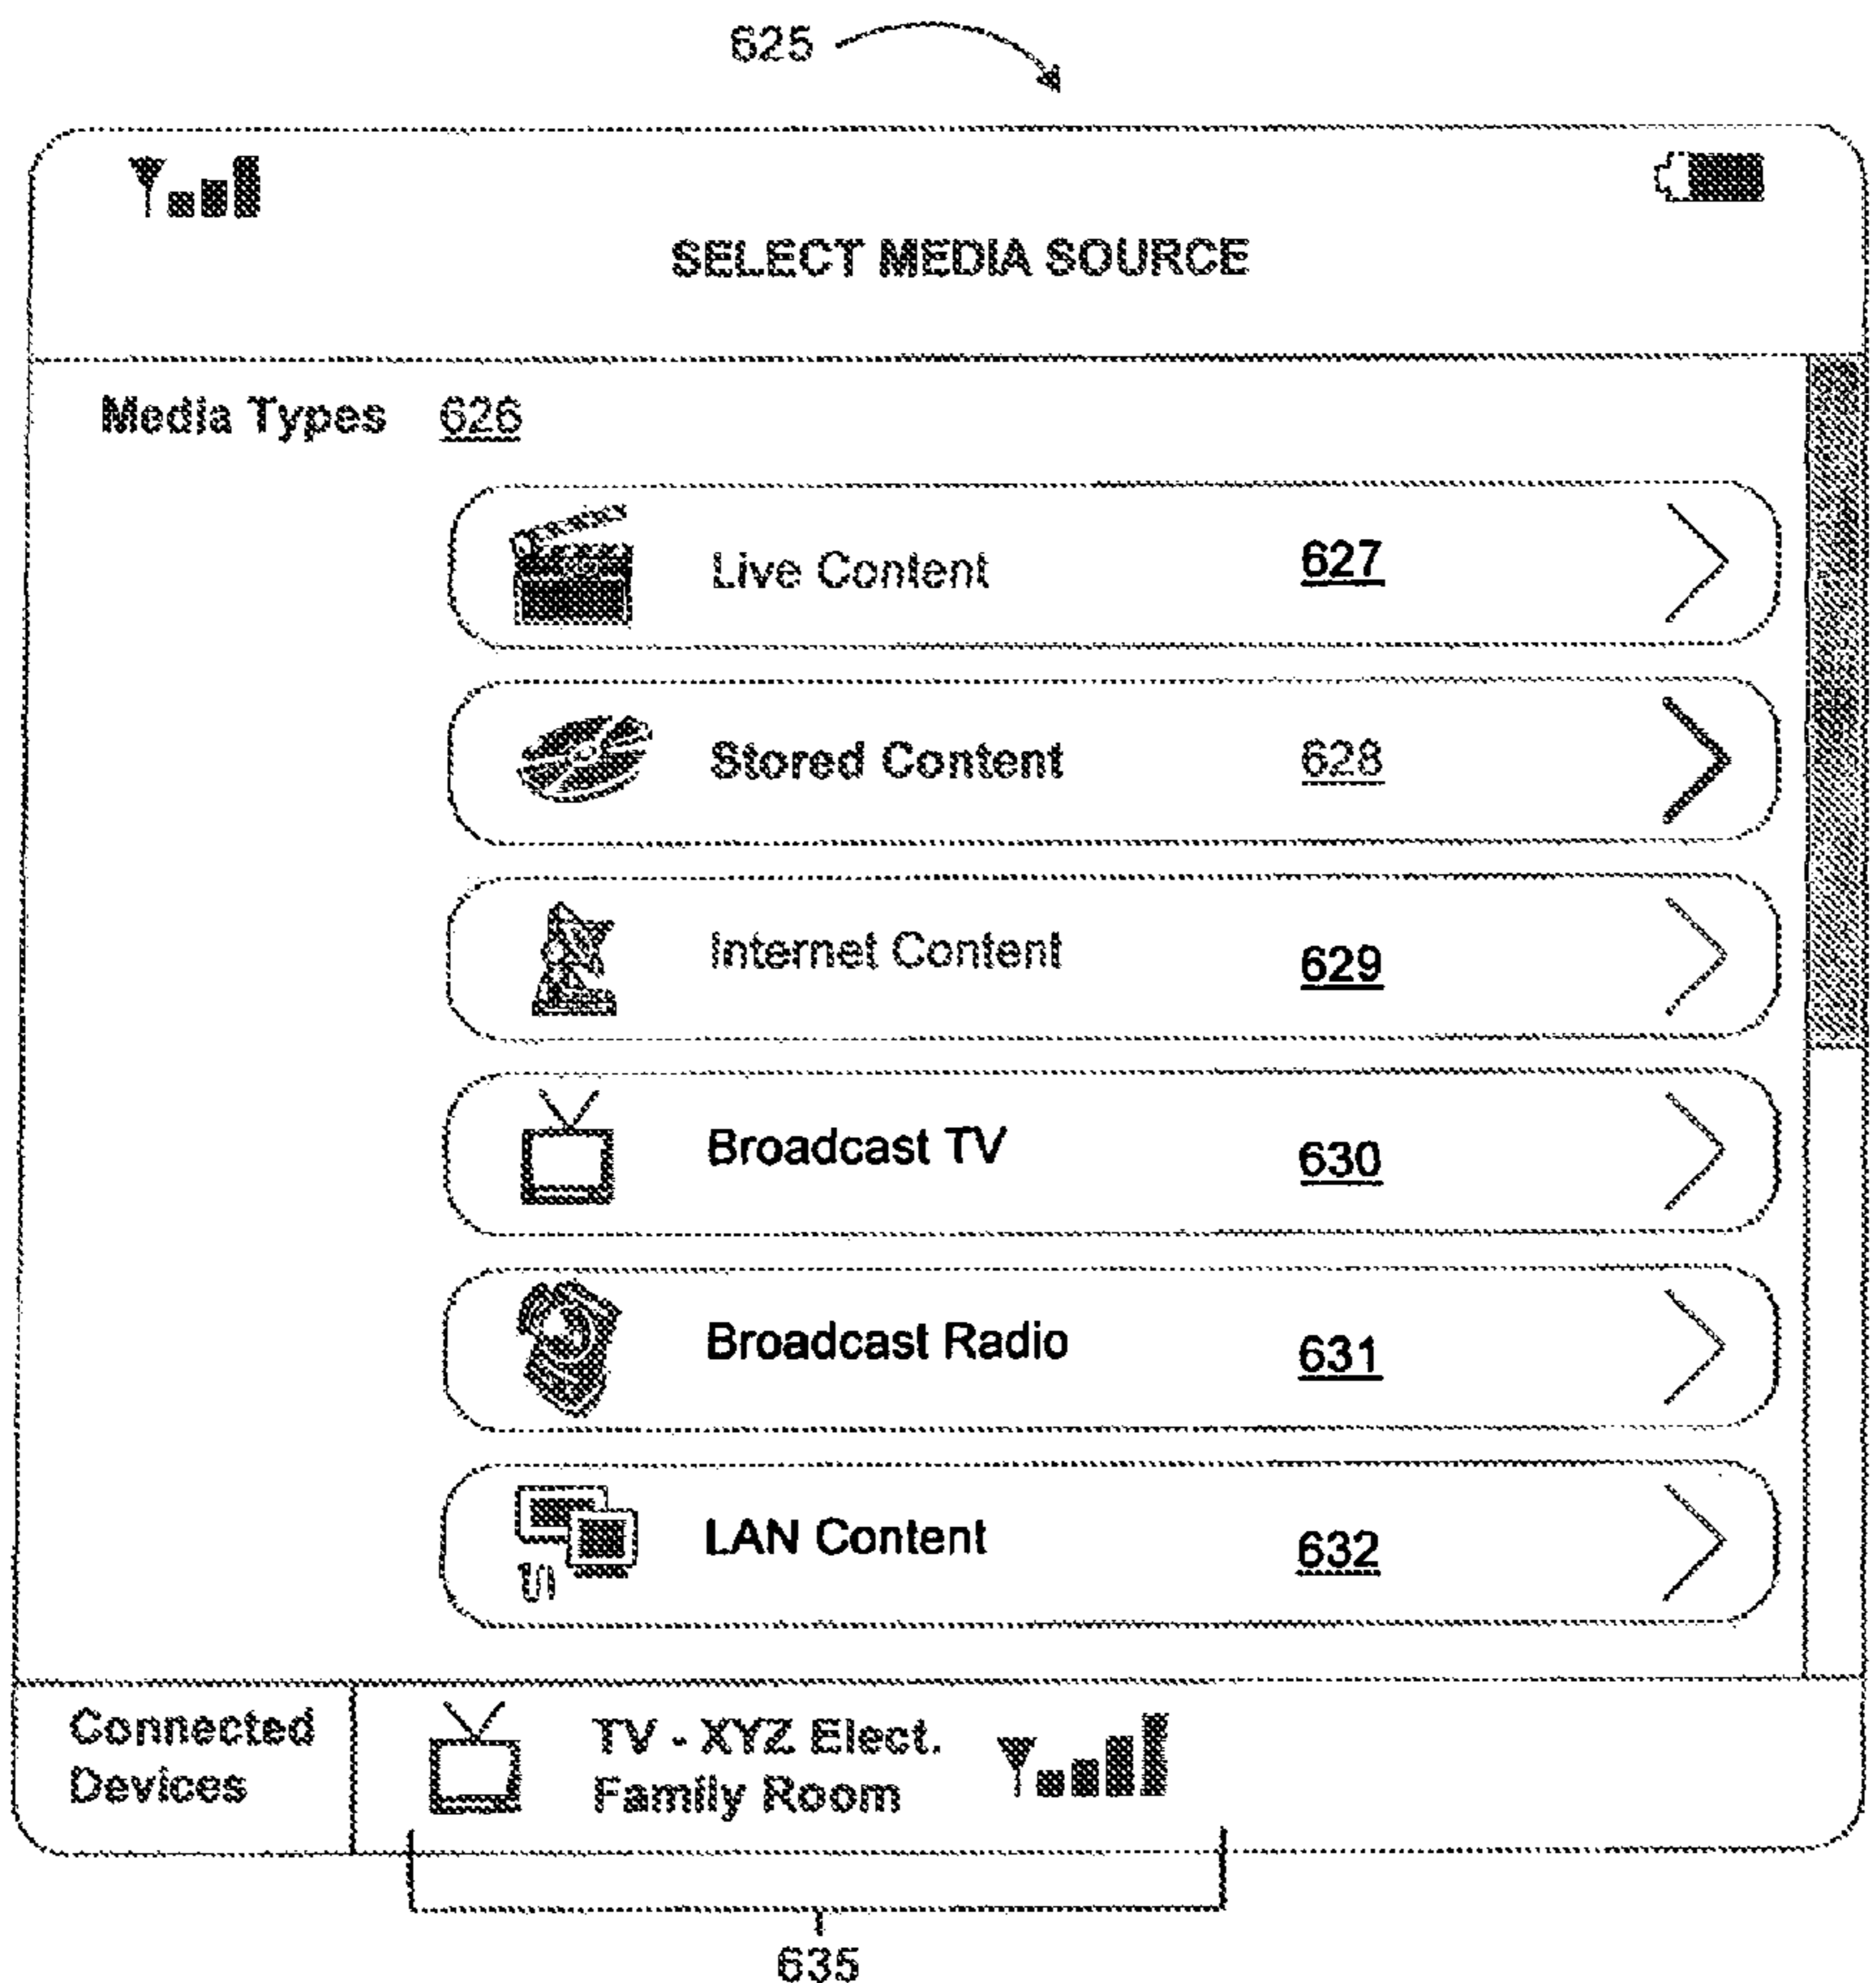 625
SELECT MEDIA SOURCE
Media Types 626
Live Content 627
Stored Content 628
Internet Content 629
Broadcast TV 630
Broadcast Radio 631
LAN Content 632
Connected
Devices
TV - XYZ Elect.
Family Room
635